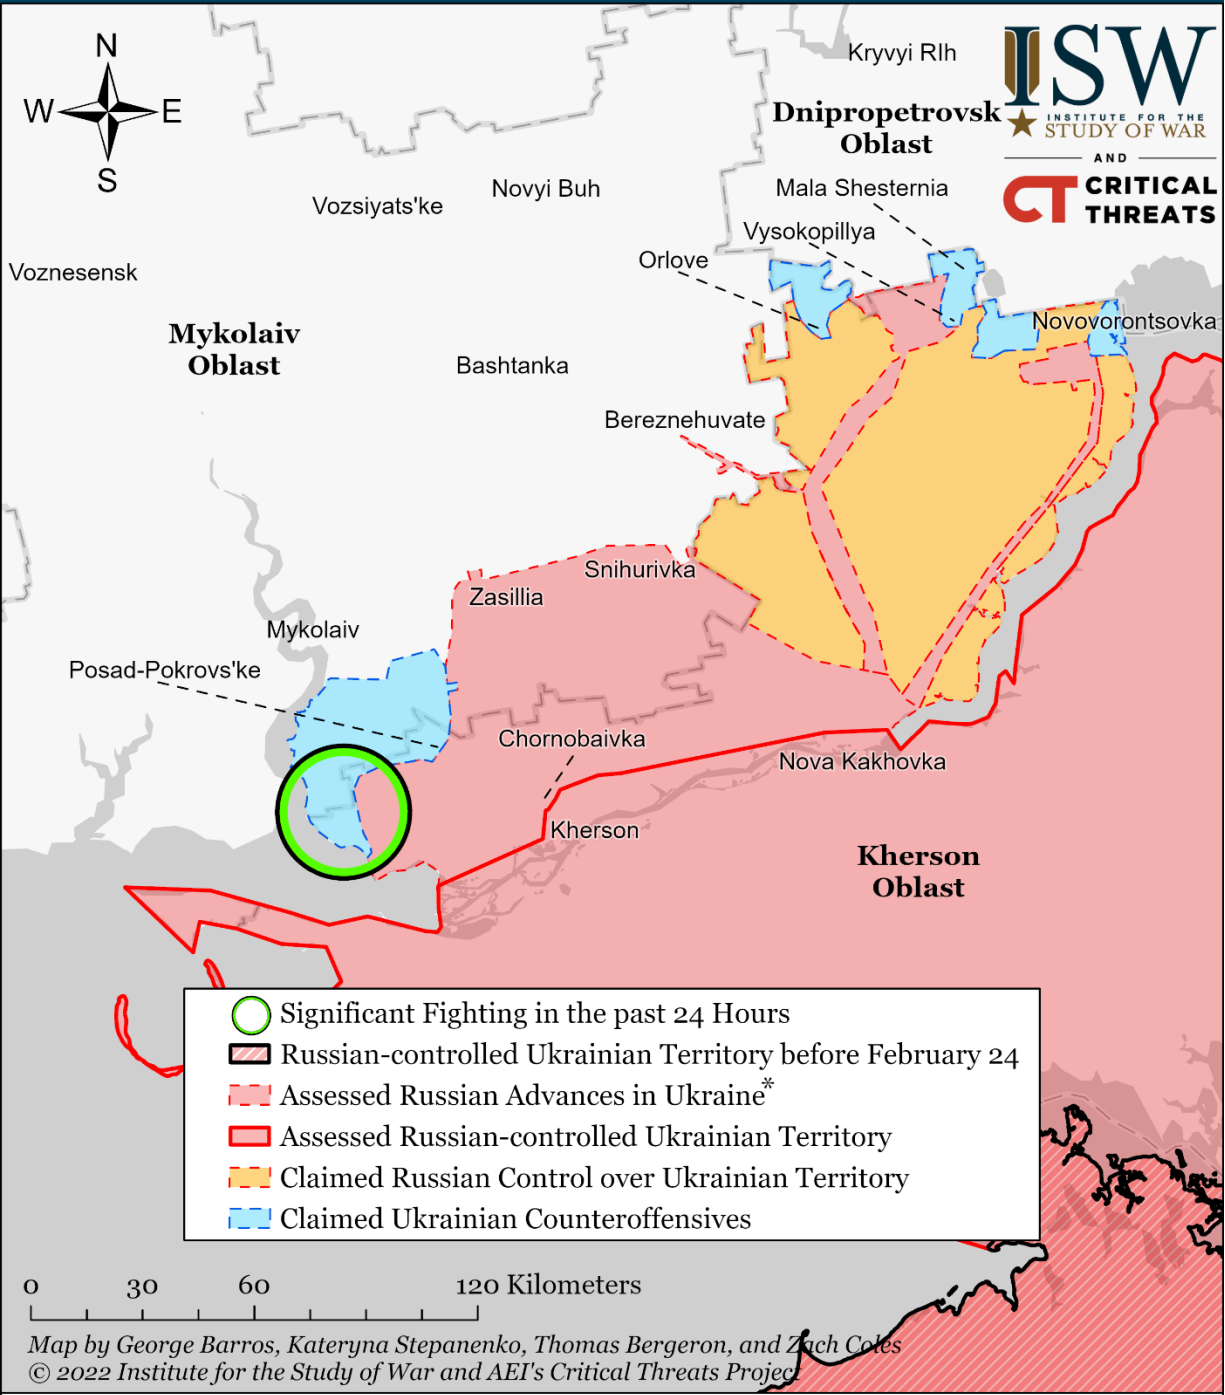 N
W
E
S
Kryvyi RIh
ISW
INSTITUTE FOR THE
STUDY OF WAR
AND
CT CRITICAL
THREATS
Dnipropetrovsk
Oblast
Mala Shesternia
Vozsiyats'ke
Novyi Buh
Vysokopillya
Orlove
Voznesensk
Mykolaiv
Oblast
Novovorontsovka
Bashtanka
Bereznehuvate
Snihurivka
Zasillia
Mykolaiv
Posad-Pokrovs'ke
Chornobaivka
Nova Kakhovka
Kherson
Kherson
Oblast
Significant Fighting in the past 24 Hours
Russian-controlled Ukrainian Territory before February 24
Assessed Russian Advances in Ukraine*
Assessed Russian-controlled Ukrainian Territory
Claimed Russian Control over Ukrainian Territory
Claimed Ukrainian Counteroffensives
0 30 60 120 Kilometers
Map by George Barros, Kateryna Stepanenko, Thomas Bergeron, and Zach Coles
© 2022 Institute for the Study of War and AEI's Critical Threats Project